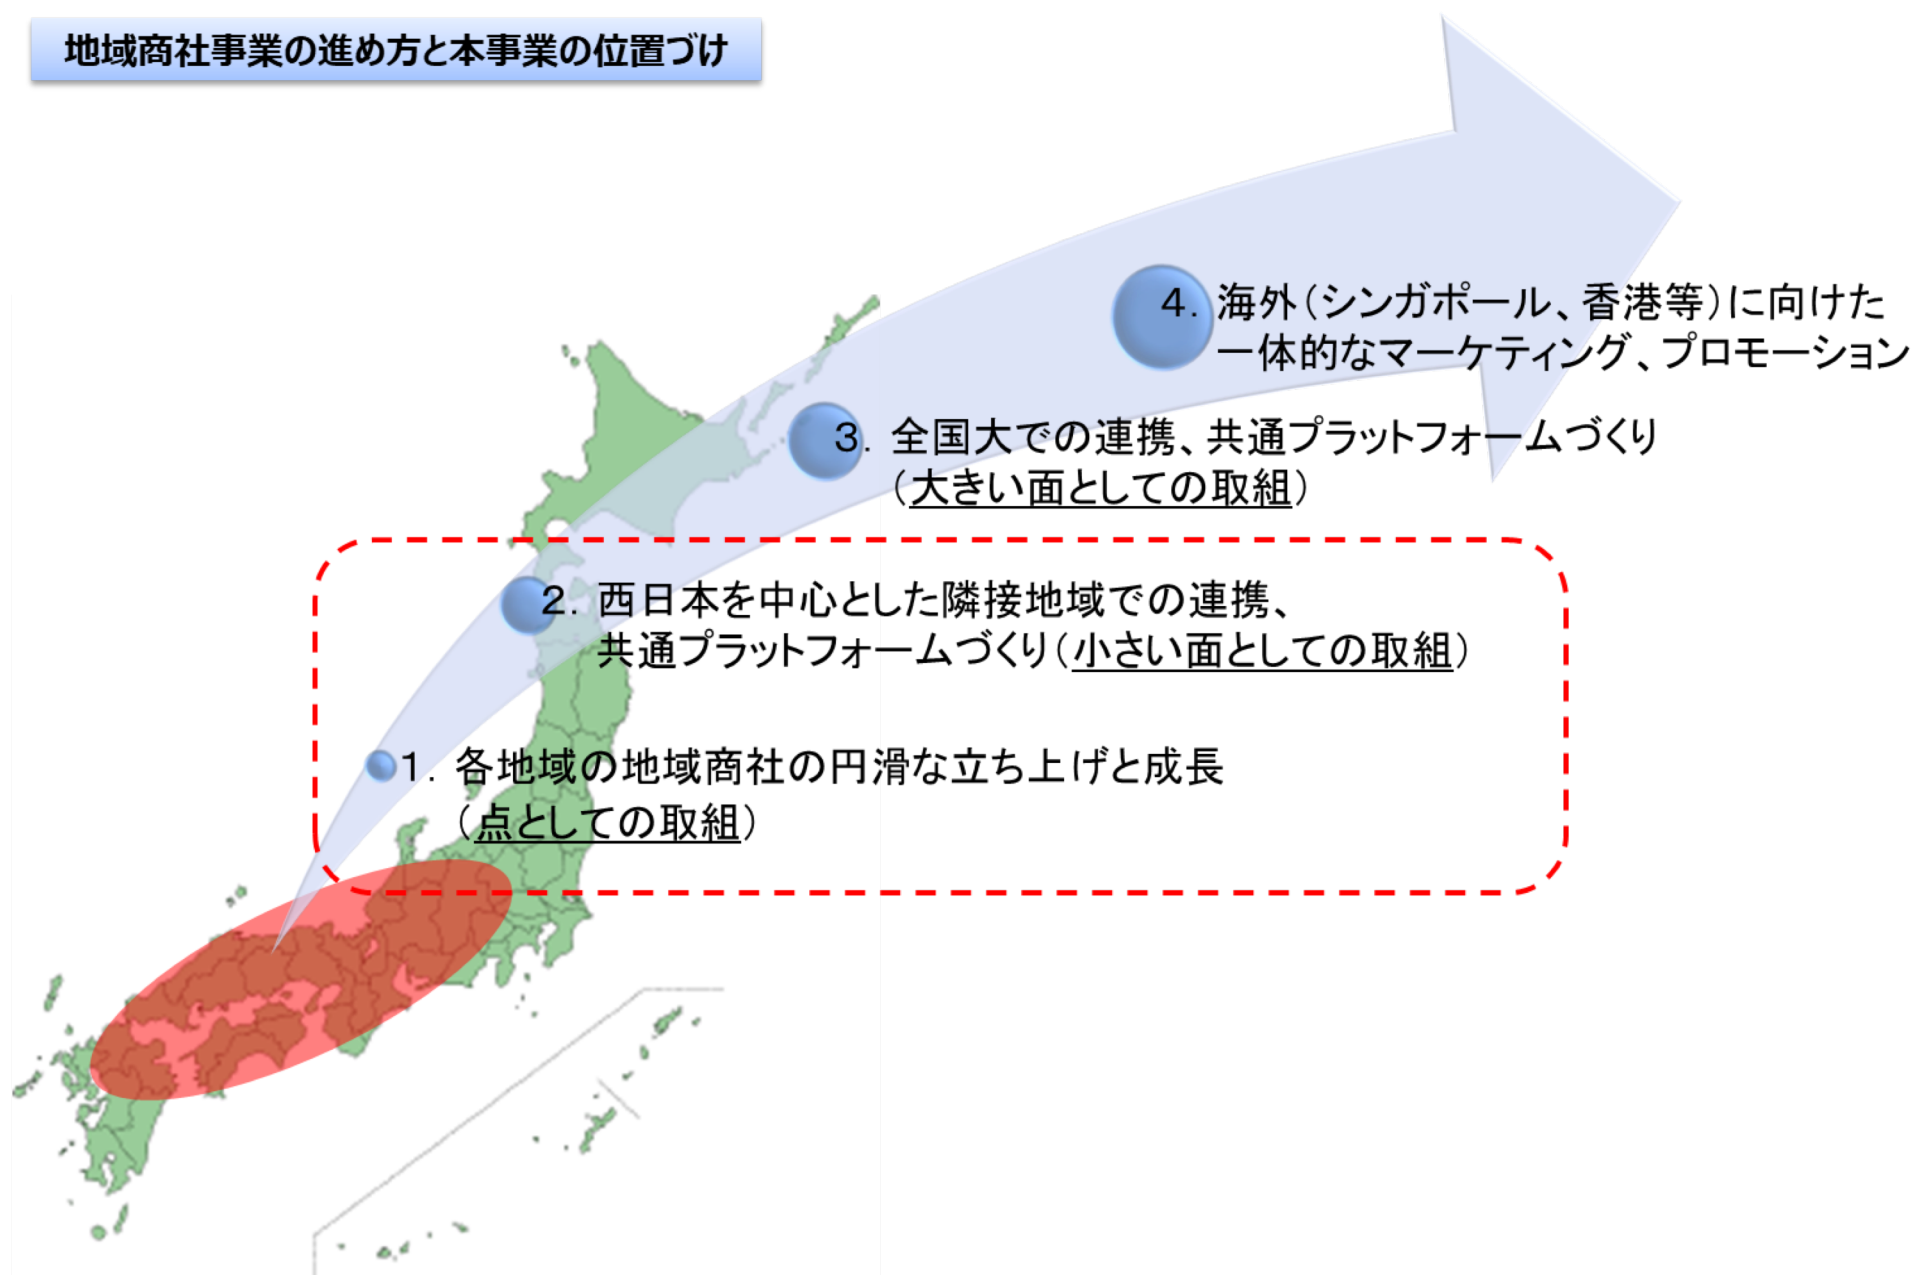 地域商社事業の進め方と本事業の位置づけ
4. 海外（シンガポール、香港等）に向けた
一体的なマーケティング、プロモーション
3. 全国大での連携、共通プラットフォームづくり
（大きい面としての取組）
2. 西日本を中心とした隣接地域での連携、
共通プラットフォームづくり（小さい面としての取組）
1. 各地域の地域商社の円滑な立ち上げと成長
（点としての取組）